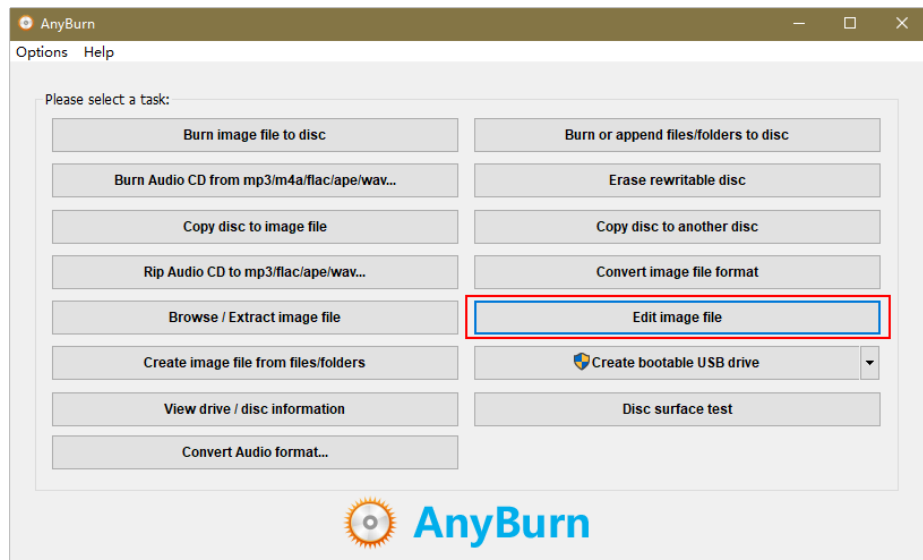 AnyBurn
Options Help
Please select a task:
Burn image file to disc
Burn or append files/folders to disc
Burn Audio CD from mp3/m4a/flac/ape/wav...
Erase rewritable disc
Copy disc to image file
Copy disc to another disc
Rip Audio CD to mp3/flac/ape/wav...
Convert image file format
Browse / Extract image file
Edit image file
Create image file from files/folders
Create bootable USB drive
View drive / disc information
Disc surface test
Convert Audio format...
AnyBurn